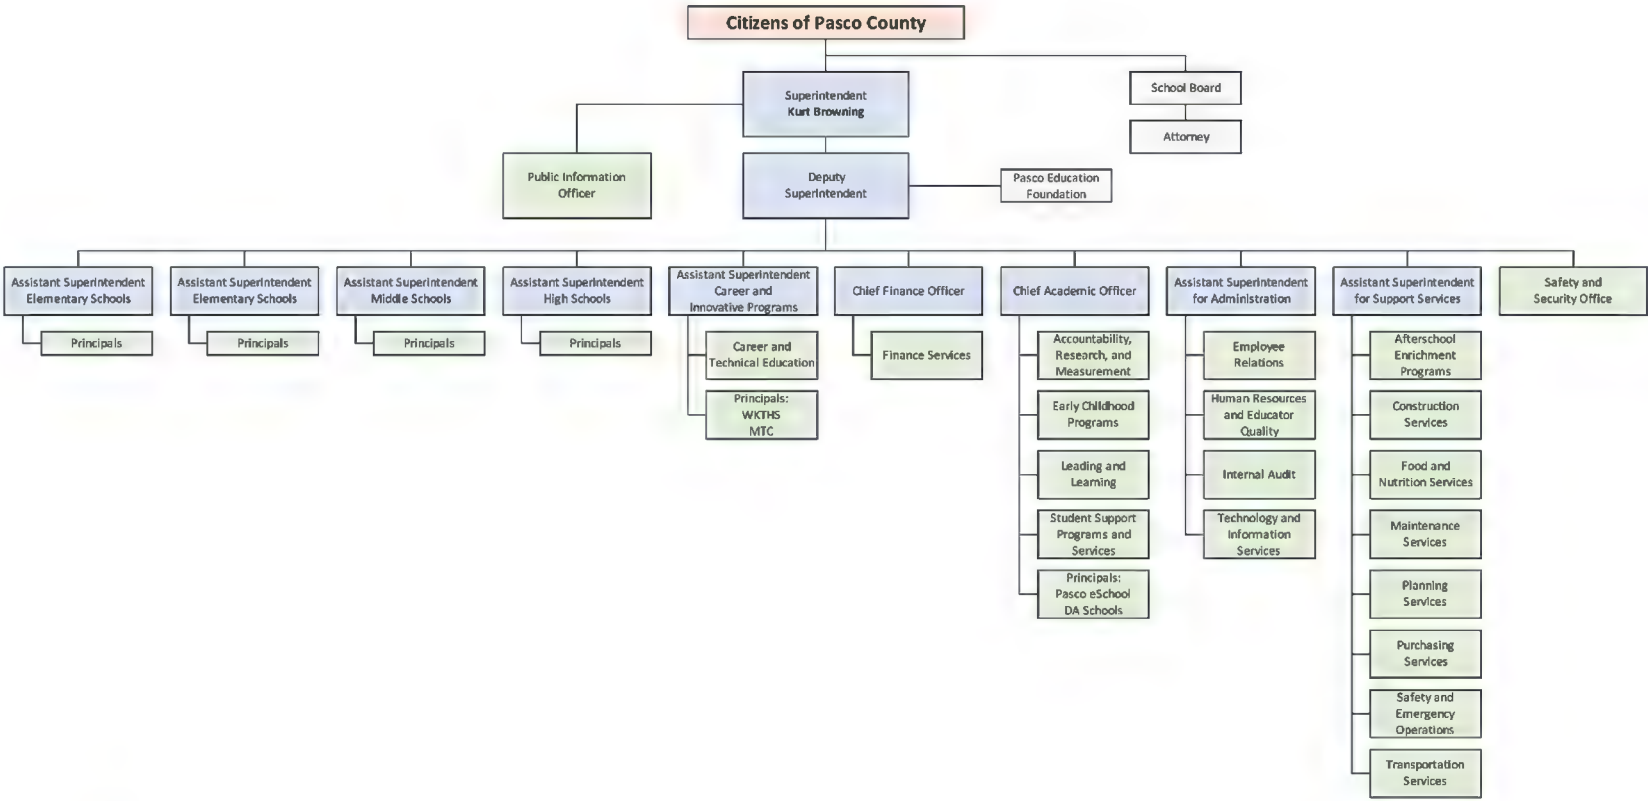 Citizens of Pasco County
Superintendent
Kurt Browning
School Board
Attorney
Public Information
Officer
Deputy
Superintendent
Pasco Education
Foundation
Assistant Superintendent
Elementary Schools
Principals
Assistant Superintendent
Elementary Schools
Principals
Assistant Superintendent
Middle Schools
Principals
Assistant Superintendent
High Schools
Principals
Assistant Superintendent
Career and
Innovative Programs
Career and
Technical Education
Principals:
WKTHS
MTC
Chief Finance Officer
Finance Services
Chief Academic Officer
Accountability,
Research, and
Measurement
Early Childhood
Programs
Leading and
Learning
Student Support
Programs and
Services
Principals:
Pasco eSchool
DA Schools
Assistant Superintendent
for Administration
Employee
Relations
Human Resources
and Educator
Quality
Internal Audit
Technology and
Information
Services
Assistant Superintendent
for Support Services
Afterschool
Enrichment
Programs
Construction
Services
Food and
Nutrition Services
Maintenance
Services
Planning
Services
Purchasing
Services
Safety and
Emergency
Operations
Transportation
Services
Safety and
Security Office